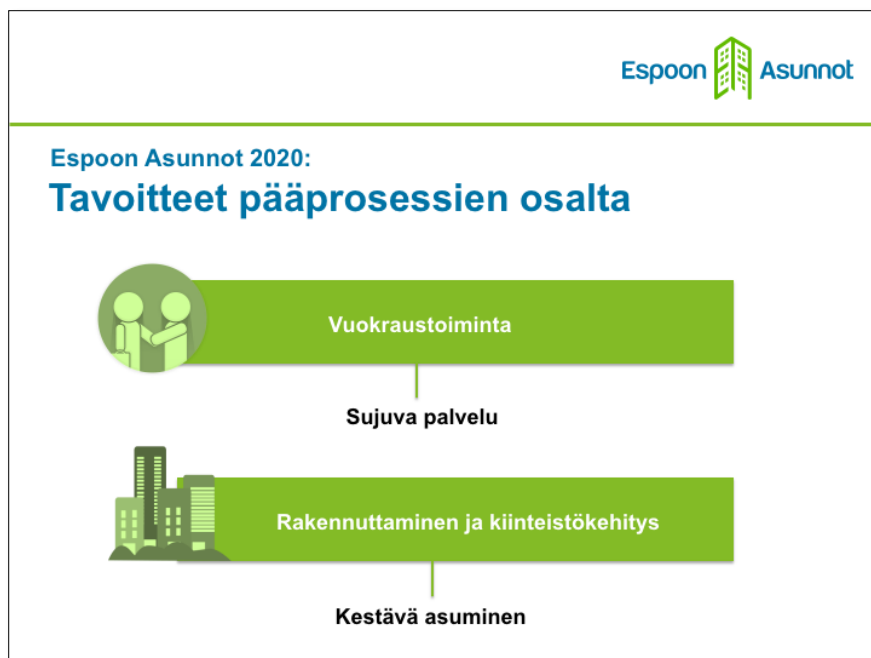 Espoon Asunnot
Espoon Asunnot 2020:
Tavoitteet pääprosessien osalta
Vuokraustoiminta
Sujuva palvelu
Rakennuttaminen ja kiinteistökehitys
Kestävä asuminen